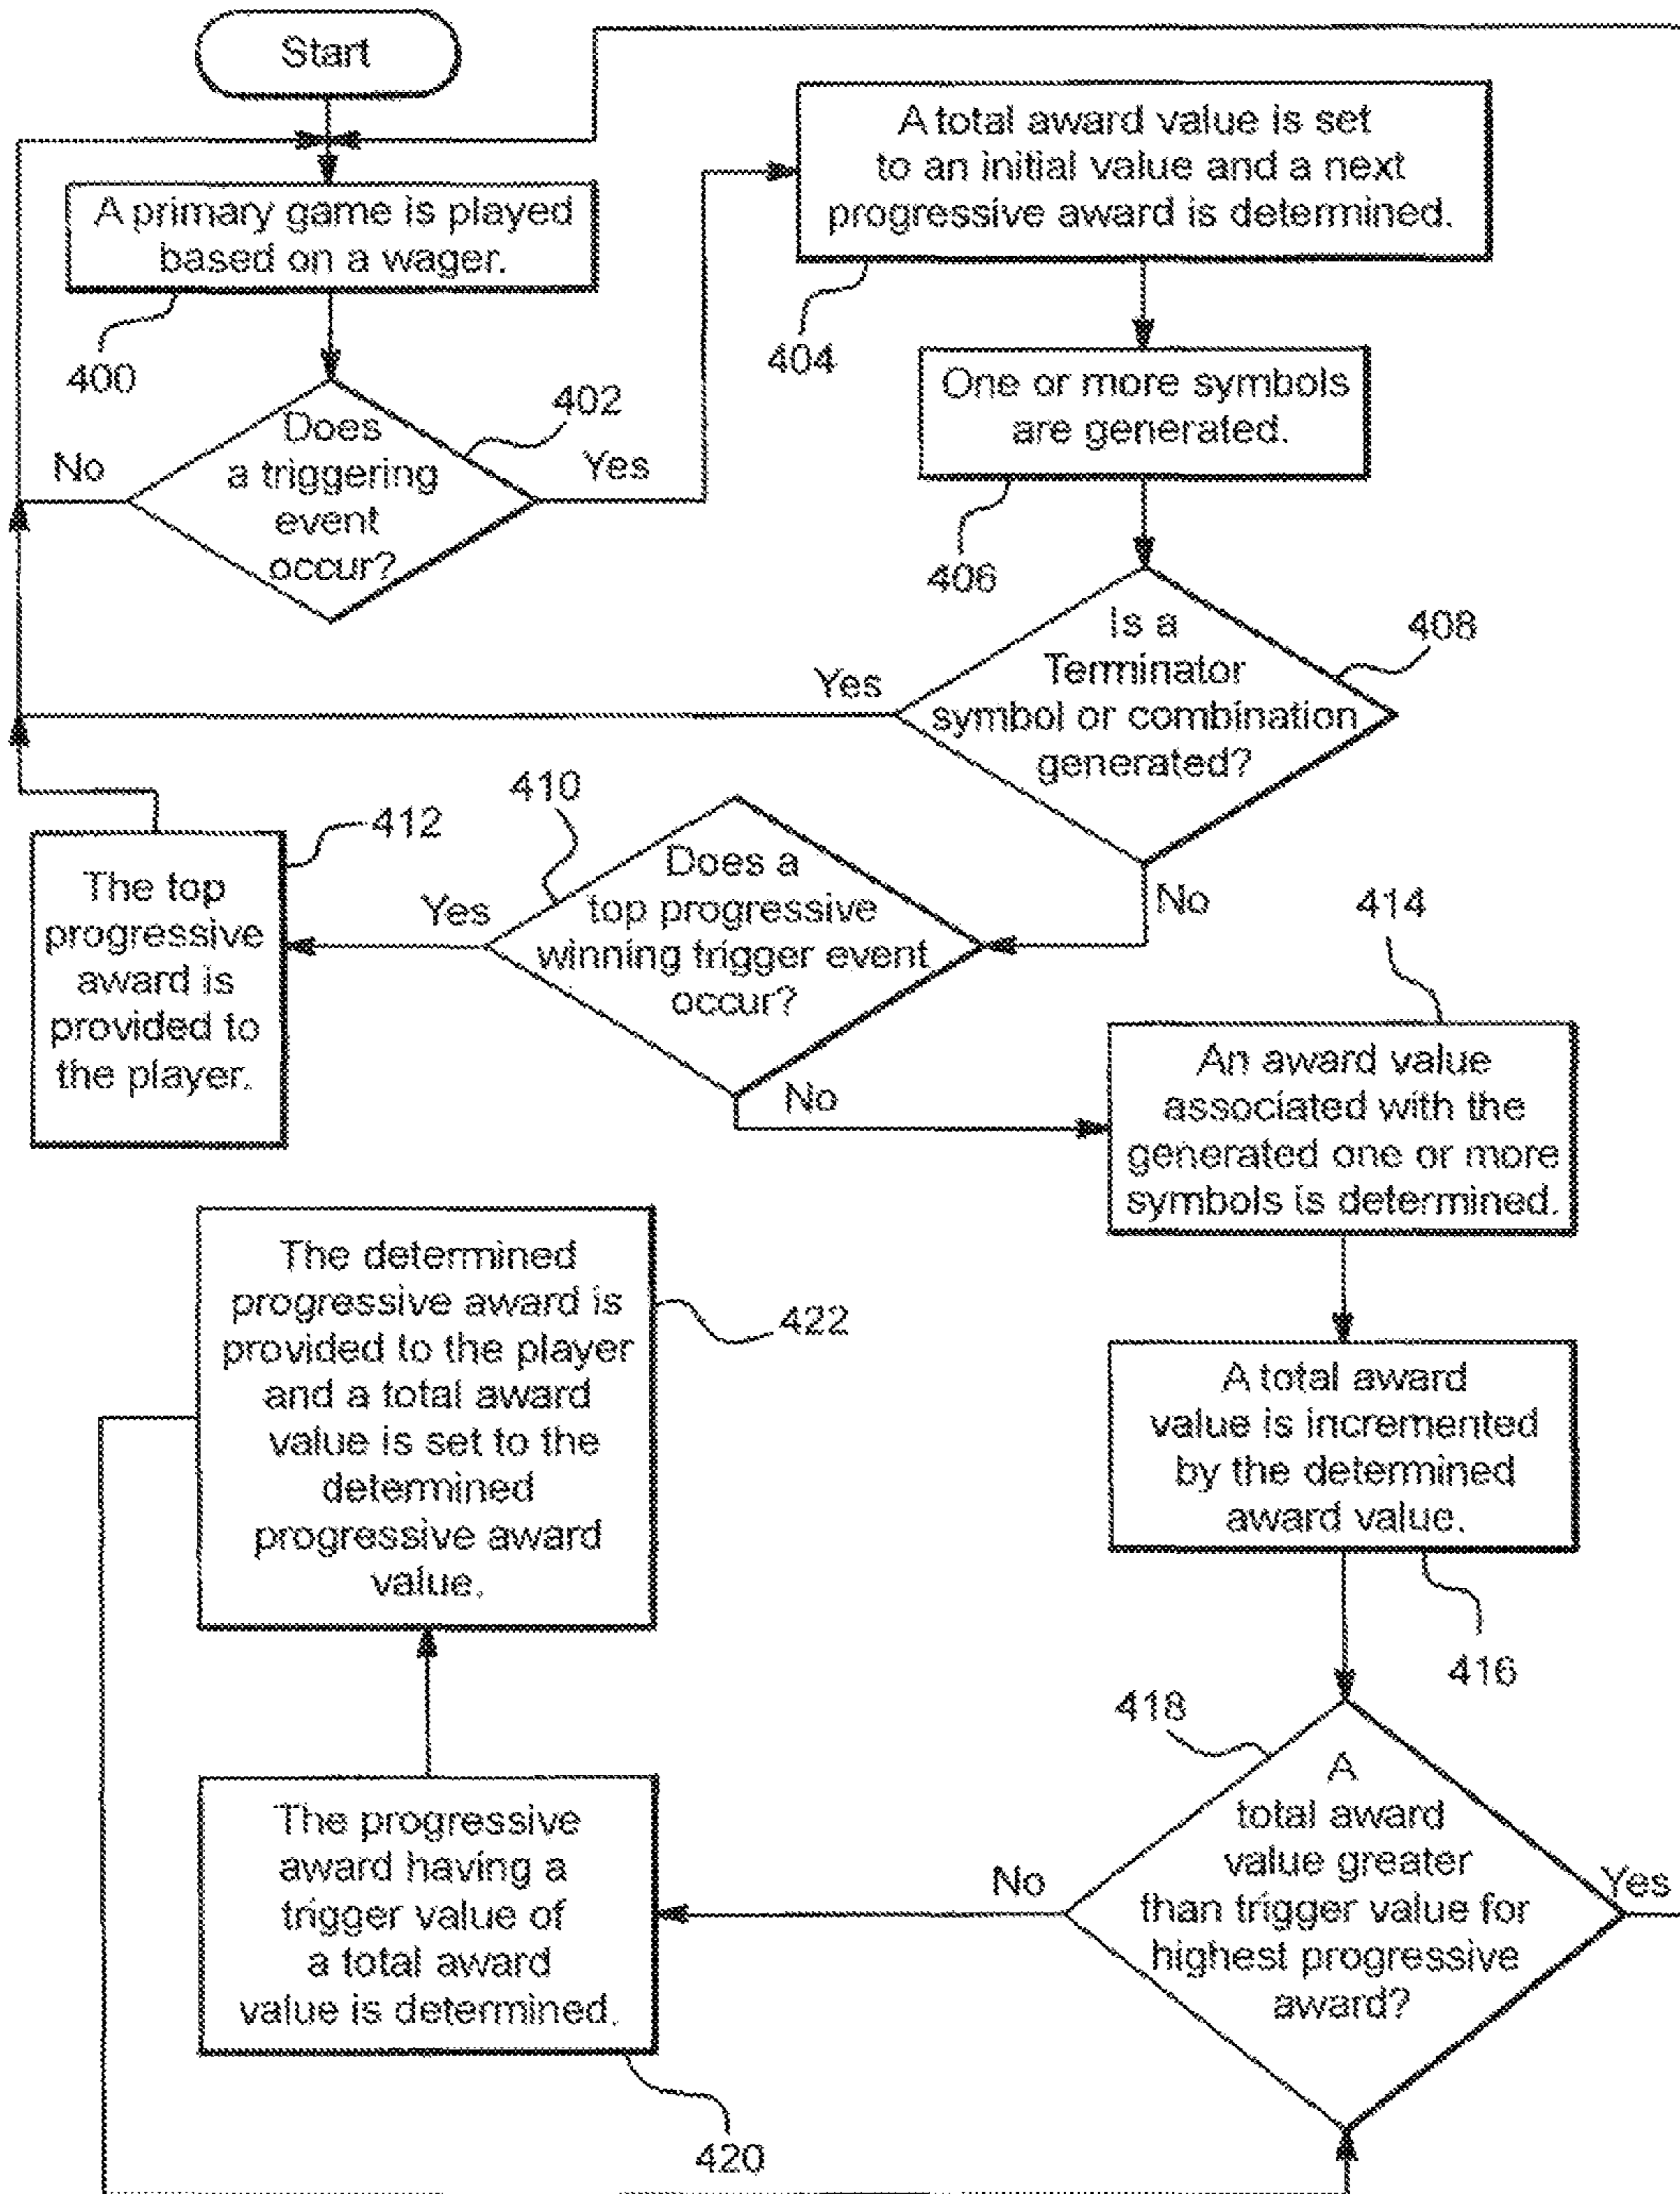 Start
A primary game is played
based on a wager.
400
Does
a triggering
event
occur?
402
No
Yes
A total award value is set
to an initial value and a next
progressive award is determined.
404
One or more symbols
are generated.
406
Is a
Terminator
symbol or combination
generated?
408
Yes
No
Does a
top progressive
winning trigger event
occur?
410
Yes
No
The top
progressive
award is
provided to
the player.
412
An award value
associated with the
generated one or more
symbols is determined.
414
A total award
value is incremented
by the determined
award value.
416
A
total award
value greater
than trigger value for
highest progressive
award?
418
No
Yes
The progressive
award having a
trigger value of
a total award
value is determined.
420
The determined
progressive award is
provided to the player
and a total award
value is set to the
determined
progressive award
value.
422